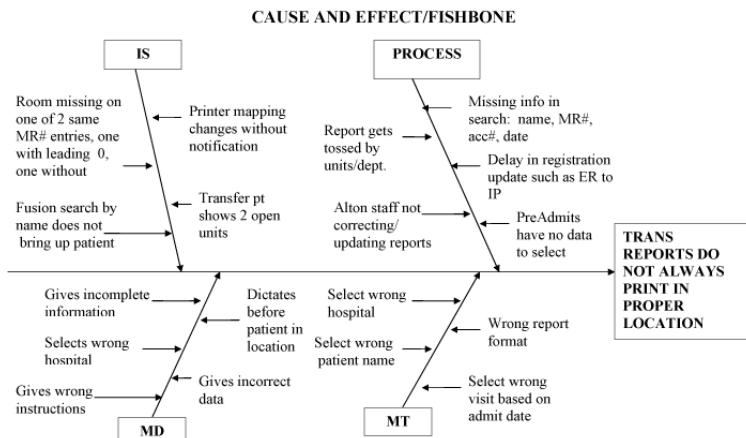 CAUSE AND EFFECT/FISHBONE
IS
PROCESS
Room missing on
one of 2 same
MR# entries, one
with leading 0,
one without
Printer mapping
changes without
notification
Fusion search by
name does not
bring up patient
Transfer pt
shows 2 open
units
Missing info in
search: name, MR#,
acc#, date
Report gets
tossed by
units/dept.
Delay in registration
update such as ER to
IP
Alton staff not
correcting/
updating reports
PreAdmits
have no data
to select
TRANS
REPORTS DO
NOT ALWAYS
PRINT IN
PROPER
LOCATION
Gives incomplete
information
Dictates
before
patient in
location
Selects wrong
hospital
Gives incorrect
data
Gives wrong
instructions
MD
Select wrong
hospital
Wrong report
format
Select wrong
patient name
Select wrong
visit based on
admit date
MT